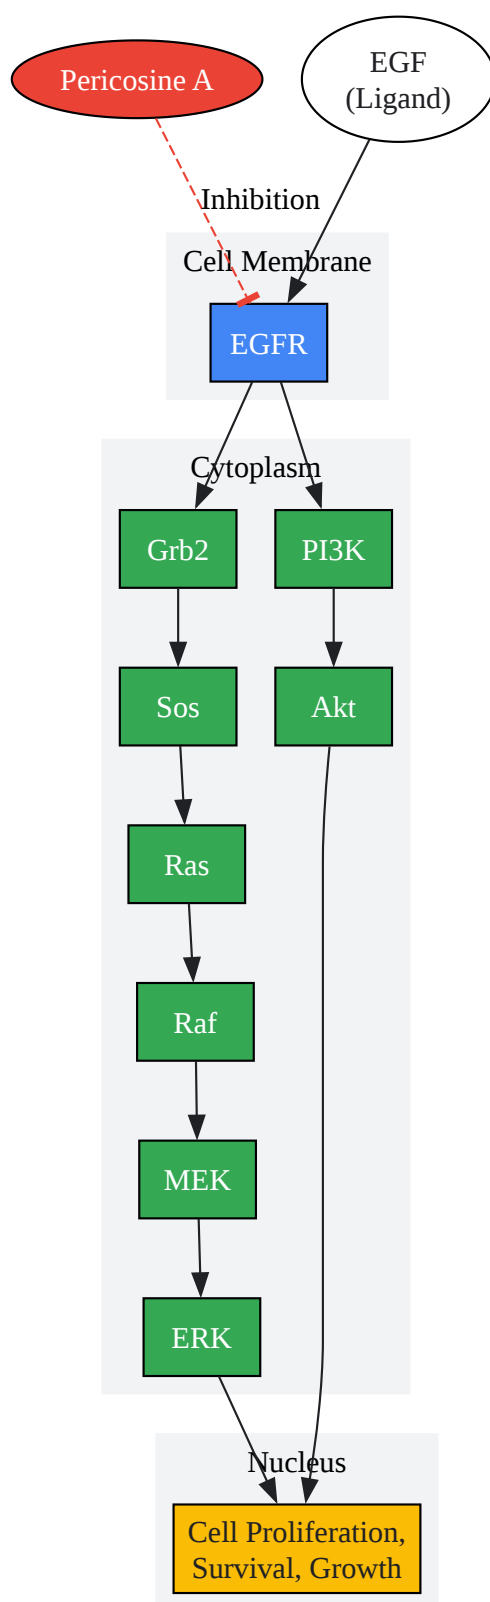 Pericosine A
EGF
(Ligand)
Inhibition
Cell Membrane
EGFR
Cytoplasm
Grb2
PI3K
Sos
Akt
Ras
Raf
MEK
ERK
Nucleus
Cell Proliferation,
Survival, Growth